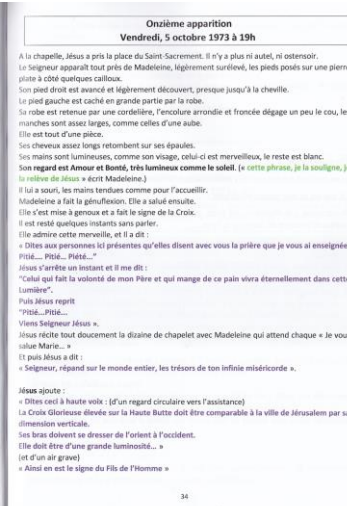 Onzième apparition
Vendredi, 5 octobre 1973 à 19h
A la chapelle, Jésus a pris la place du Saint-Sacrement. Il n'y a plus ni autel, ni ostensoir.
Le Seigneur apparaît tout près de Madeleine, légèrement surélevé, les pieds posés sur une pierre
plate à côté quelques cailloux.
Son pied droit est avancé et légèrement découvert, presque jusqu'à la cheville.
Le pied gauche est caché en grande partie par la robe.
Sa robe est retenue par une cordelière, l'encolure arrondie et froncée dégage un peu le cou, les
manches sont assez larges, comme celles d'une aube.
Elle est tout d'une pièce.
Ses cheveux assez longs retombent sur ses épaules.
Ses mains sont lumineuses, comme son visage, celui-ci est merveilleux, le reste est blanc.
Son regard est Amour et Bonté, très lumineux comme le soleil. (« cette phrase, je la souligne, je
la relève de Jésus » écrit Madeleine.)
Il lui a souri, les mains tendues comme pour l'accueillir.
Madeleine a fait la génuflexion. Elle a salué ensuite.
Elle s'est mise à genoux et a fait le signe de la Croix.
Il est resté quelques instants sans parler.
Elle admire cette merveille, et Il a dit :
« Dites aux personnes ici présentes qu'elles disent avec vous la prière que je vous ai enseignée
Pitié.... Pitié... Piété..."
Jésus s'arrête un instant et il me dit :
"Celui qui fait la volonté de mon Père et qui mange de ce pain vivra éternellement dans cette
Lumière".
Puis Jésus reprit
"Pitié...Pitié...
Viens Seigneur Jésus ».
Jésus récite tout doucement la dizaine de chapelet avec Madeleine qui attend chaque « Je vous
salue Marie... »
Et puis Jésus a dit :
« Seigneur, répand sur le monde entier, les trésors de ton infinie miséricorde ».
Jésus ajoute :
« Dites ceci à haute voix : (d'un regard circulaire vers l'assistance)
La Croix Glorieuse élevée sur la Haute Butte doit être comparable à la ville de Jérusalem par sa
dimension verticale.
Ses bras doivent se dresser de l'orient à l'occident.
Elle doit être d'une grande luminosité... »
(et d'un air grave)
« Ainsi en est le signe du Fils de l'Homme »
34